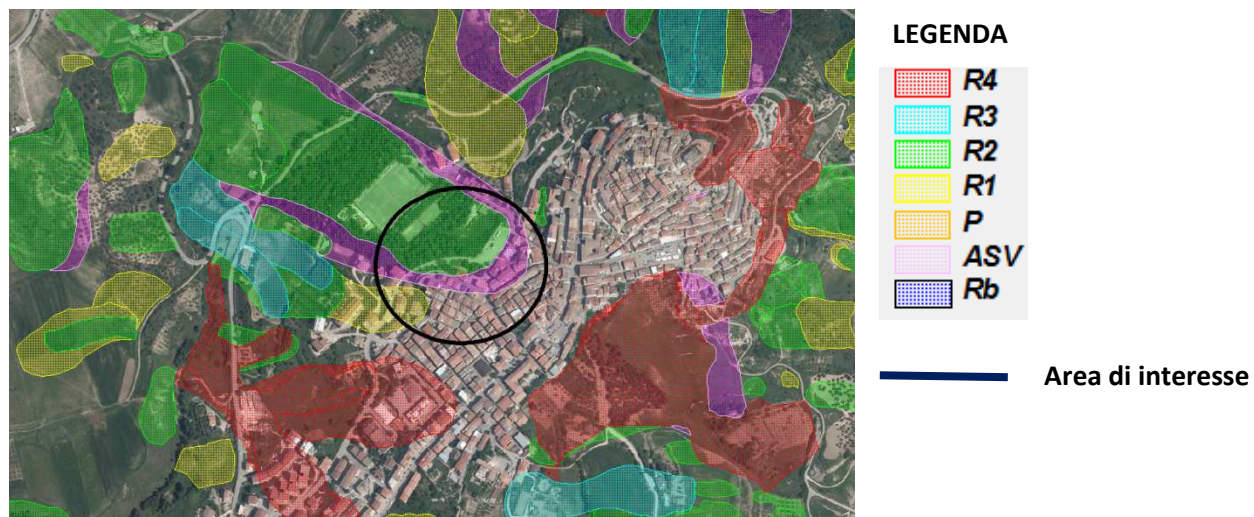 LEGENDA
R4
R3
R2
R1
P
ASV
Rb
Area di interesse